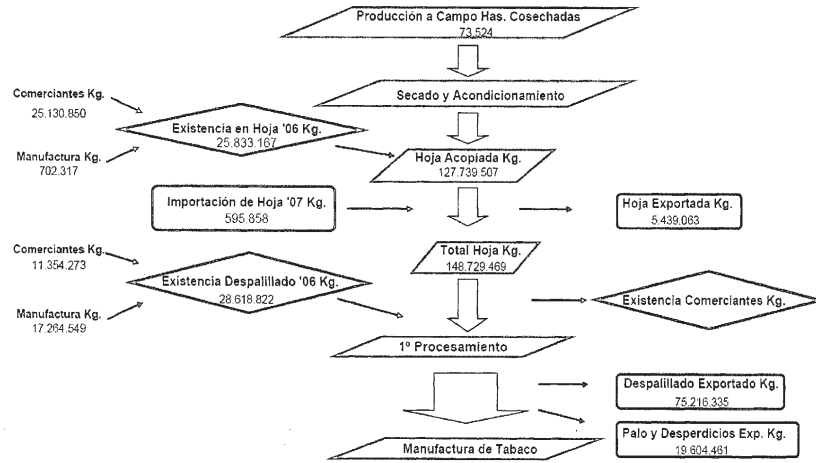 Producción a Campo Has. Cosechadas
73.524
Comerciantes Kg.
25.130.850
Secado y Acondicionamiento
Existencia en Hoja '06 Kg.
25.833.167
Manufactura Kg.
702.317
Hoja Acopiada Kg.
127.739.507
Importación de Hoja '07 Kg.
595.858
Hoja Exportada Kg.
5.439.063
Comerciantes Kg.
11.354.273
Total Hoja Kg.
148.729.469
Existencia Despalillado '06 Kg.
28.618.822
Existencia Comerciantes Kg.
Manufactura Kg.
17.264.549
1º Procesamiento
Despalillado Exportado Kg.
75.216.335
Palo y Desperdicios Exp. Kg.
19.604.461
Manufactura de Tabaco